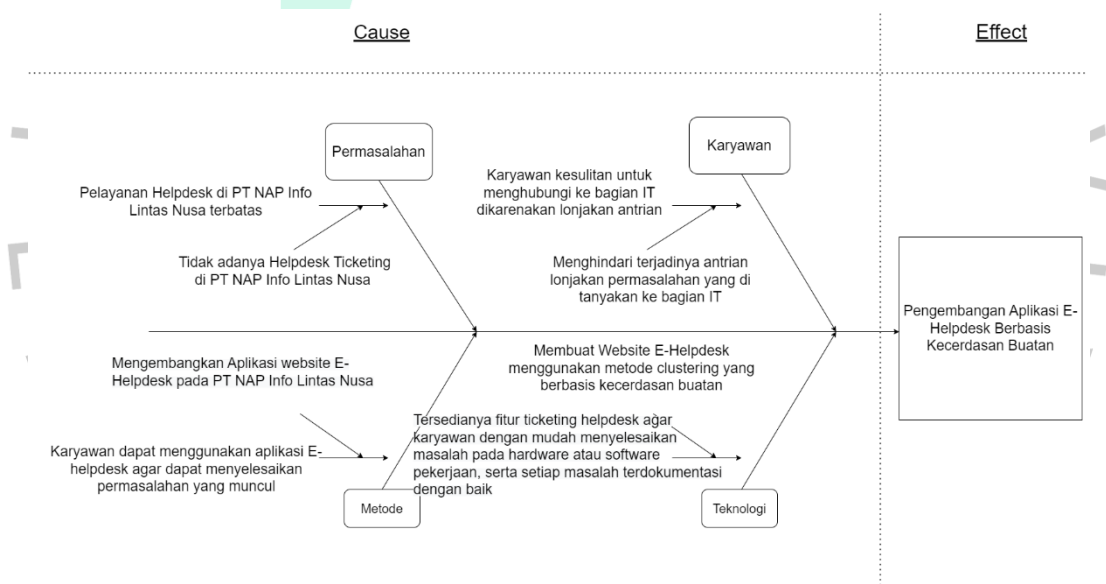 Cause
Effect
Permasalahan
Karyawan
Pelayanan Helpdesk di PT NAP Info
Lintas Nusa terbatas
Karyawan kesulitan untuk
menghubungi ke bagian IT
dikarenakan lonjakan antrian
Tidak adanya Helpdesk Ticketing
di PT NAP Info Lintas Nusa
Menghindari terjadinya antrian
lonjakan permasalahan yang di
tanyakan ke bagian IT
Pengembangan Aplikasi E-
Helpdesk Berbasis
Kecerdasan Buatan
Mengembangkan Aplikasi website E-
Helpdesk pada PT NAP Info Lintas Nusa
Membuat Website E-Helpdesk
menggunakan metode clustering yang
berbasis kecerdasan buatan
Karyawan dapat menggunakan aplikasi E-
helpdesk agar dapat menyelesaikan
permasalahan yang muncul
Tersedianya fitur ticketing helpdesk agar
karyawan dengan mudah menyelesaikan
masalah pada hardware atau software
pekerjaan, serta setiap masalah terdokumentasi
dengan baik
Metode
Teknologi